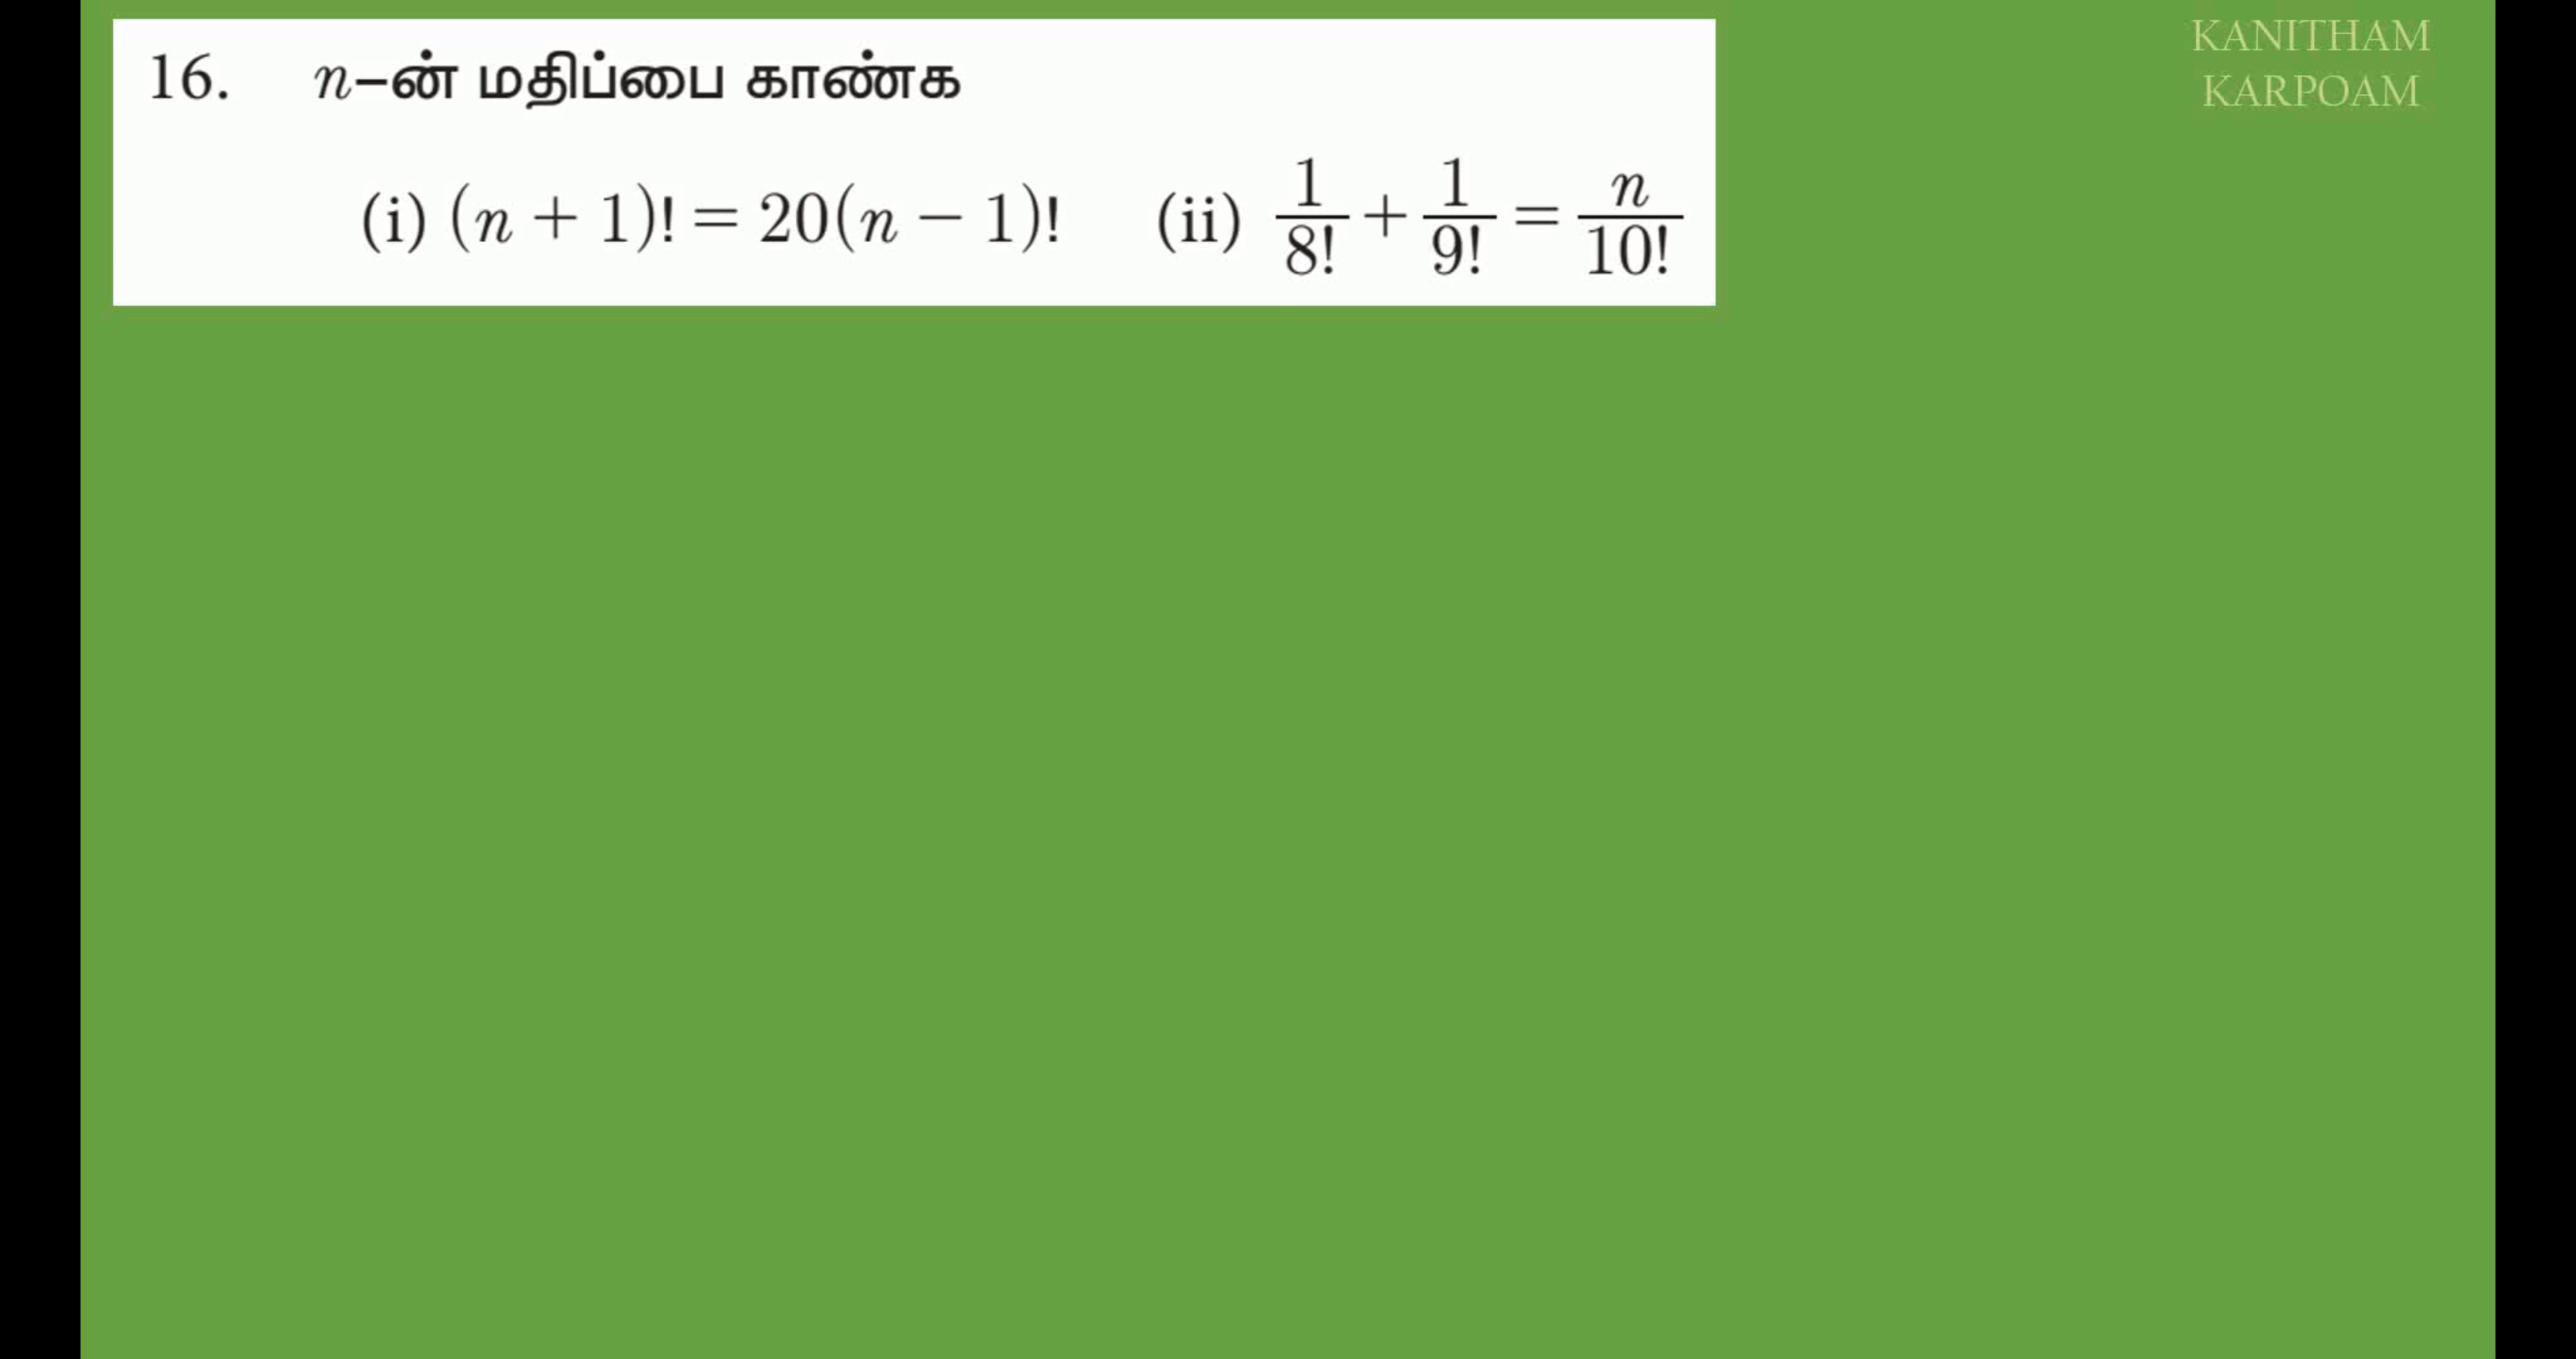 KANITHAM
KARPOAM
16. n–ன் மதிப்பை காண்க
(i) (n + 1)! = 20(n − 1)! (ii) 1/8! + 1/9! = n/10!